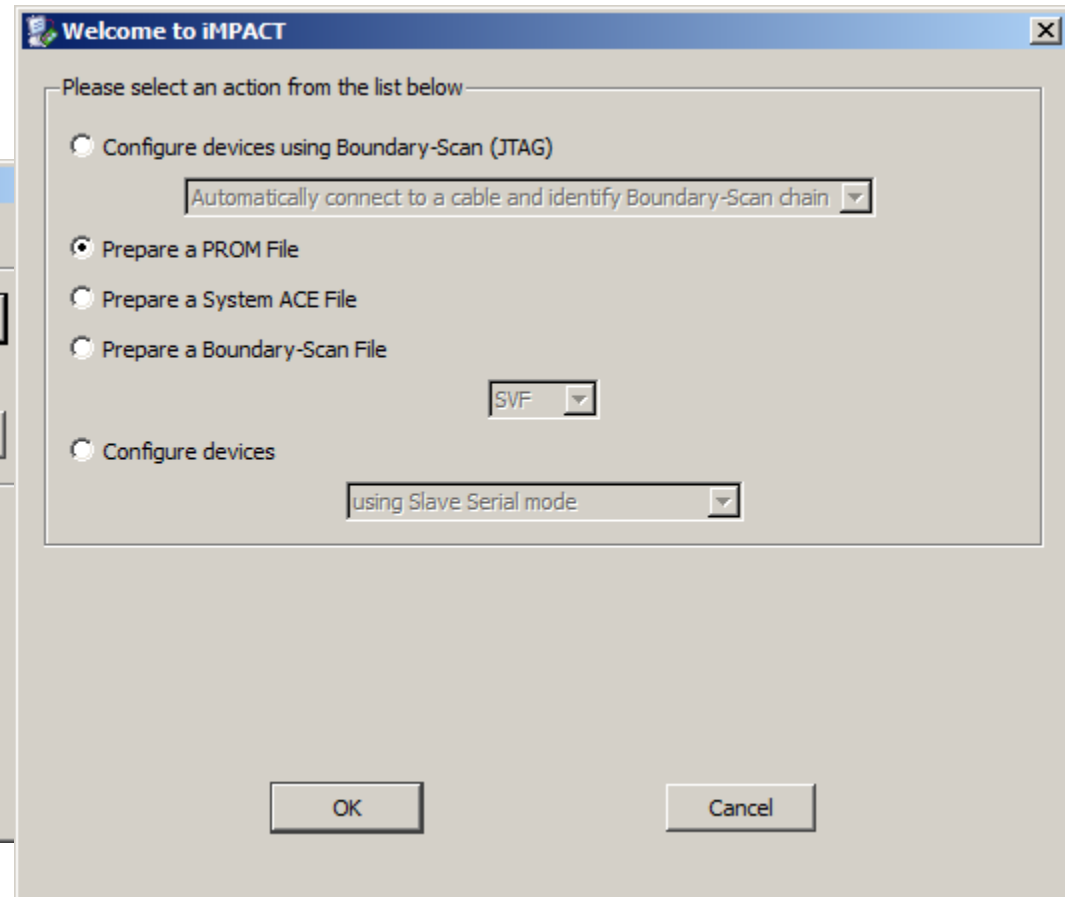 Welcome to iMPACT
Please select an action from the list below
Configure devices using Boundary-Scan (JTAG)
Automatically connect to a cable and identify Boundary-Scan chain
Prepare a PROM File
Prepare a System ACE File
Prepare a Boundary-Scan File
SVF
Configure devices
using Slave Serial mode
OK Cancel